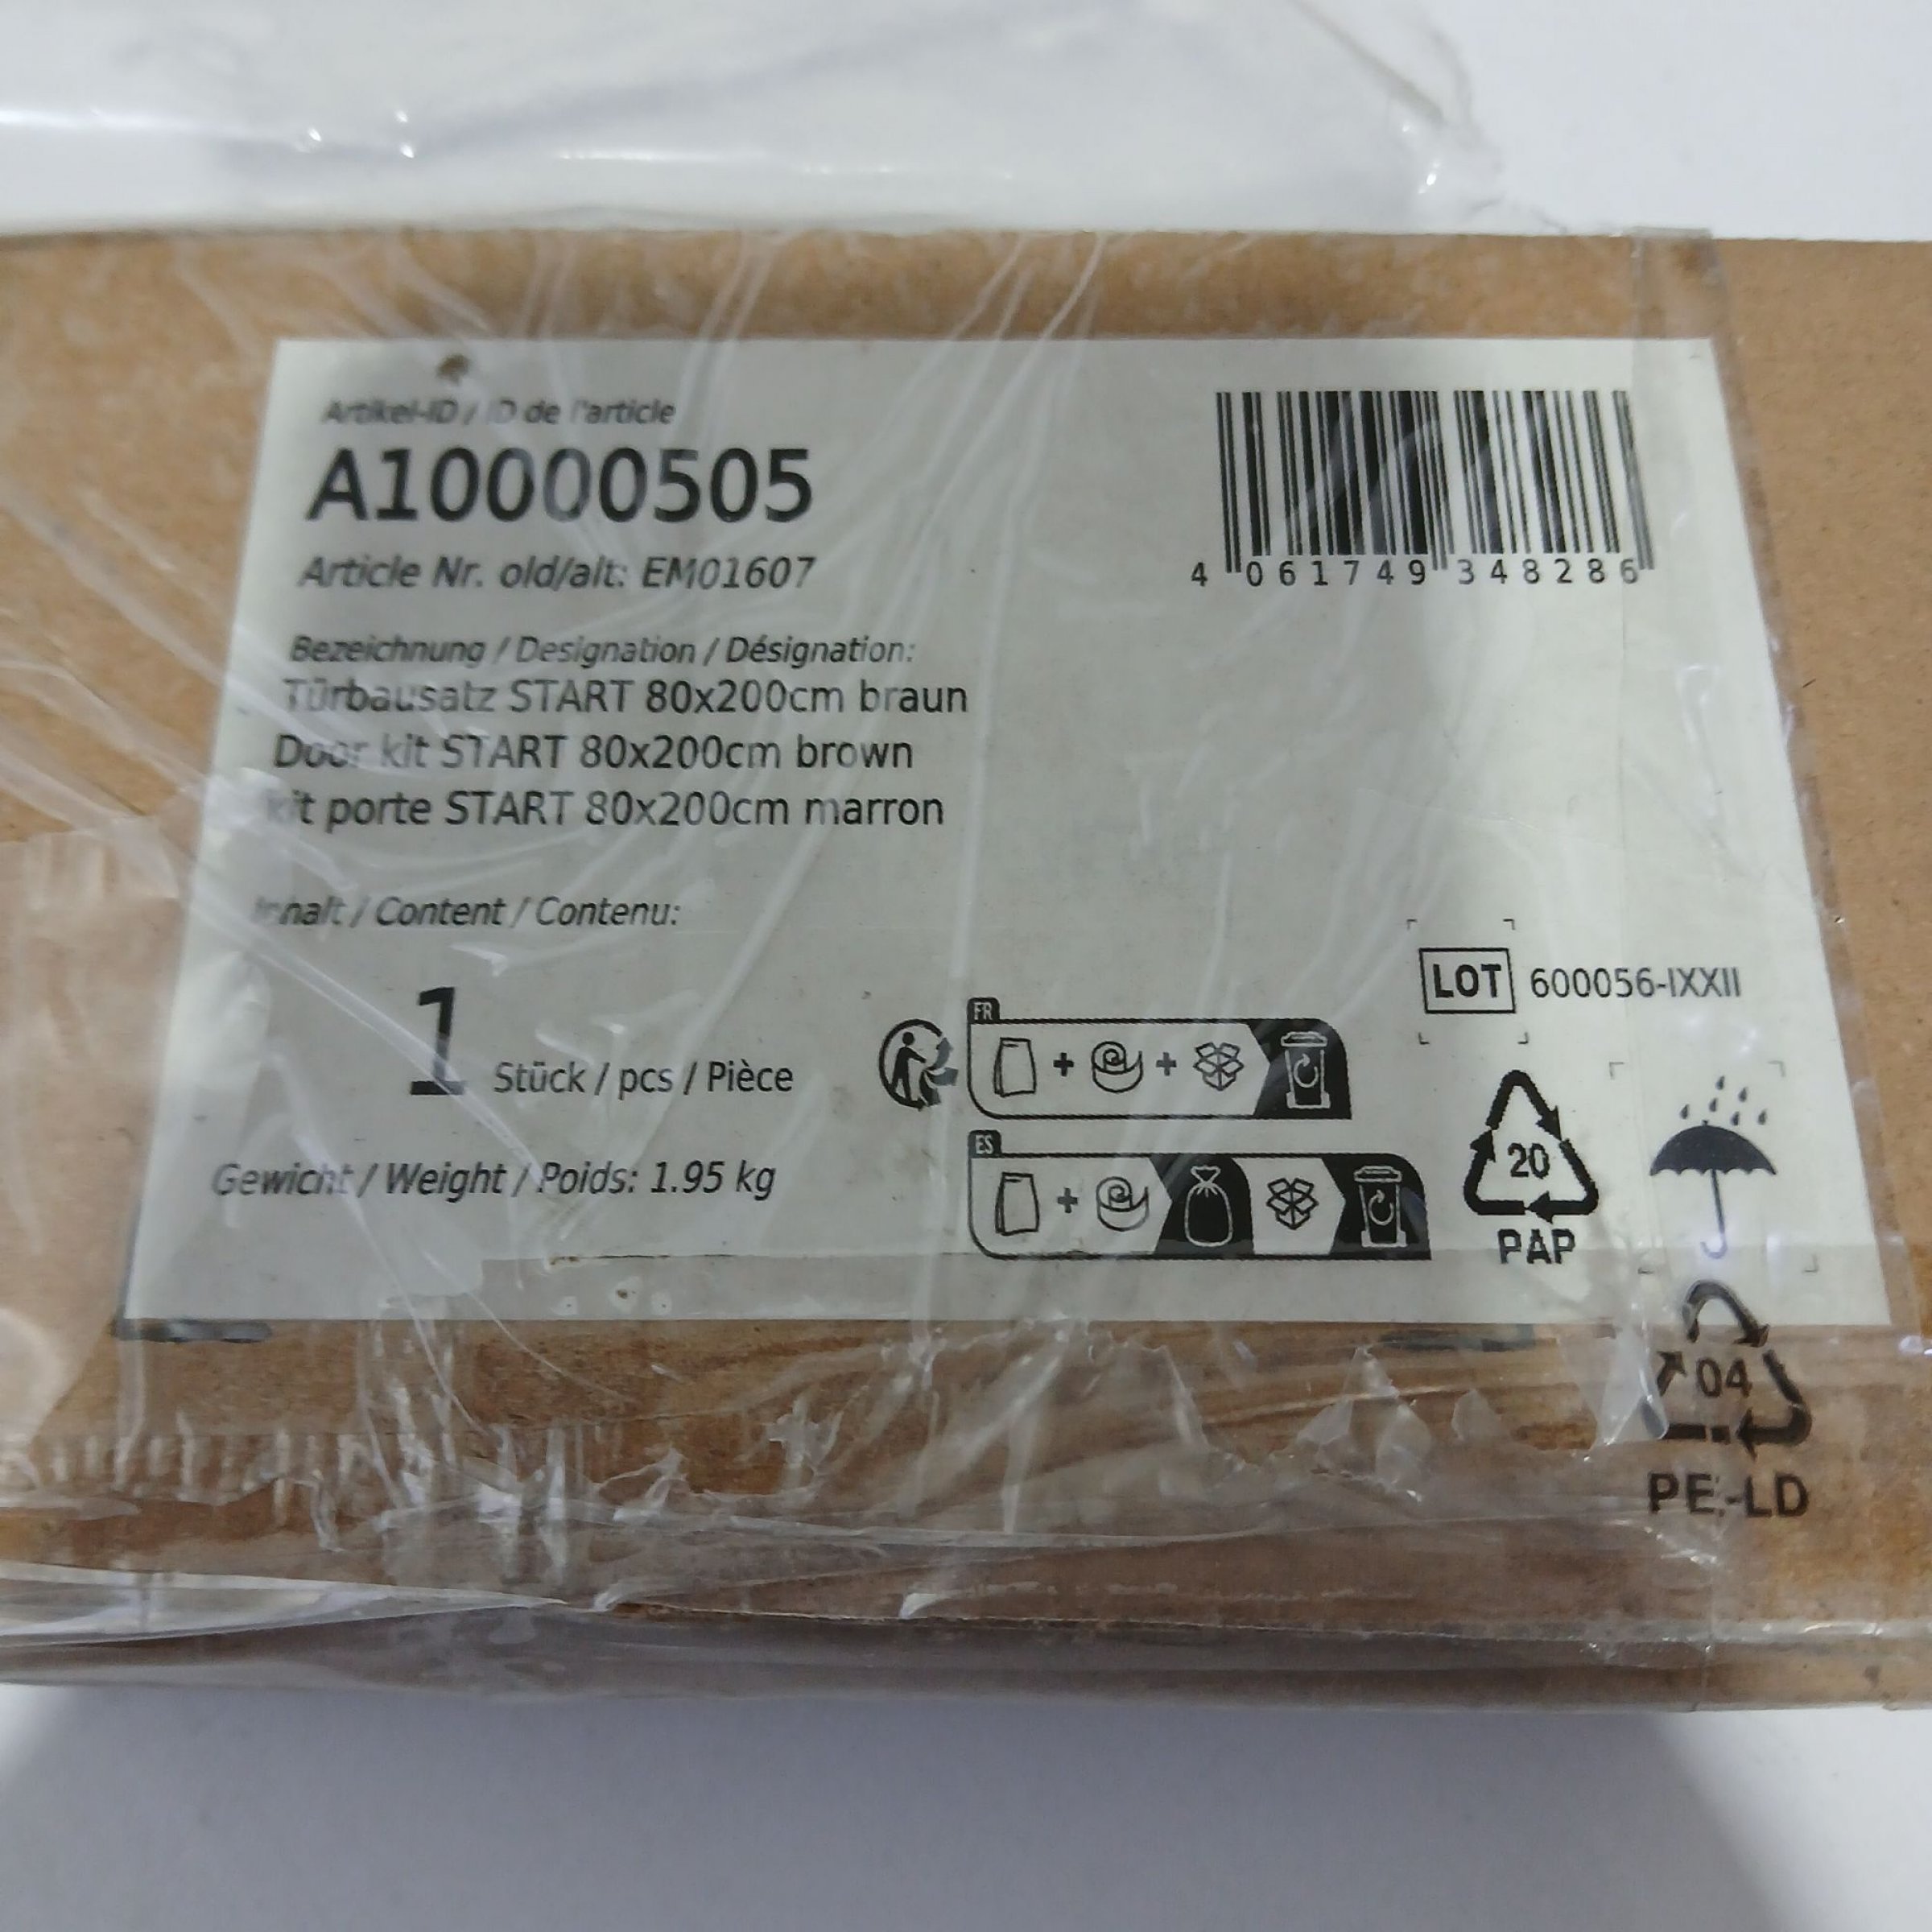 Artikel-ID / ID de l'article
A10000505
Article Nr. old/alt: EM01607
4 061749 348286
Bezeichnung / Designation / Désignation:
Türbausatz START 80x200cm braun
Door kit START 80x200cm brown
kit porte START 80x200cm marron
Inhalt / Content / Contenu:
1 Stück / pcs / Pièce
LOT 600056-IXXII
FR
ES
20
PAP
Gewicht / Weight / Poids: 1.95 kg
04
PE-LD